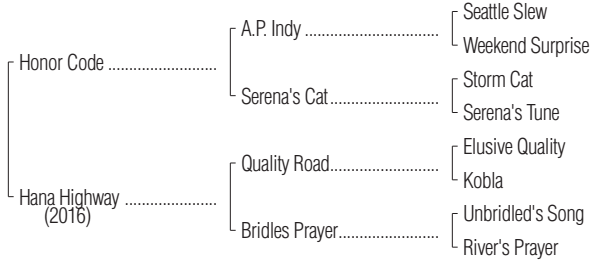 Seattle Slew
A.P. Indy ............................
Weekend Surprise
Honor Code ............................
Storm Cat
Serena's Cat............................
Serena's Tune
Elusive Quality
Quality Road............................
Kobla
Hana Highway .......................
(2016)
Unbridled's Song
Bridles Prayer..........................
River's Prayer